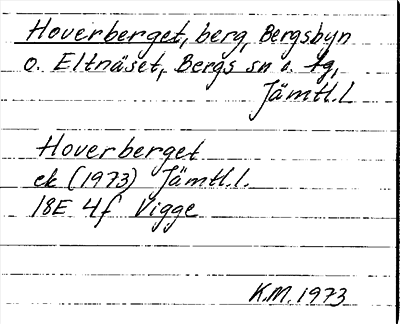 Hoverberget, berg, Bergsbyn
o. Eltnäset, Bergs sn o. tg,
Jämtl. l.
Hoverberget
ek (1973) Jämtl. l.
18E 4f Vigge
K.M. 1973